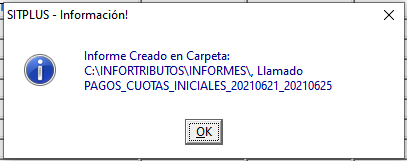 SITPLUS - Información!
Informe Creado en Carpeta:
C:\INFORTRIBUTOS\INFORMES\, Llamado
PAGOS_CUOTAS_INICIALES_20210621_20210625
OK